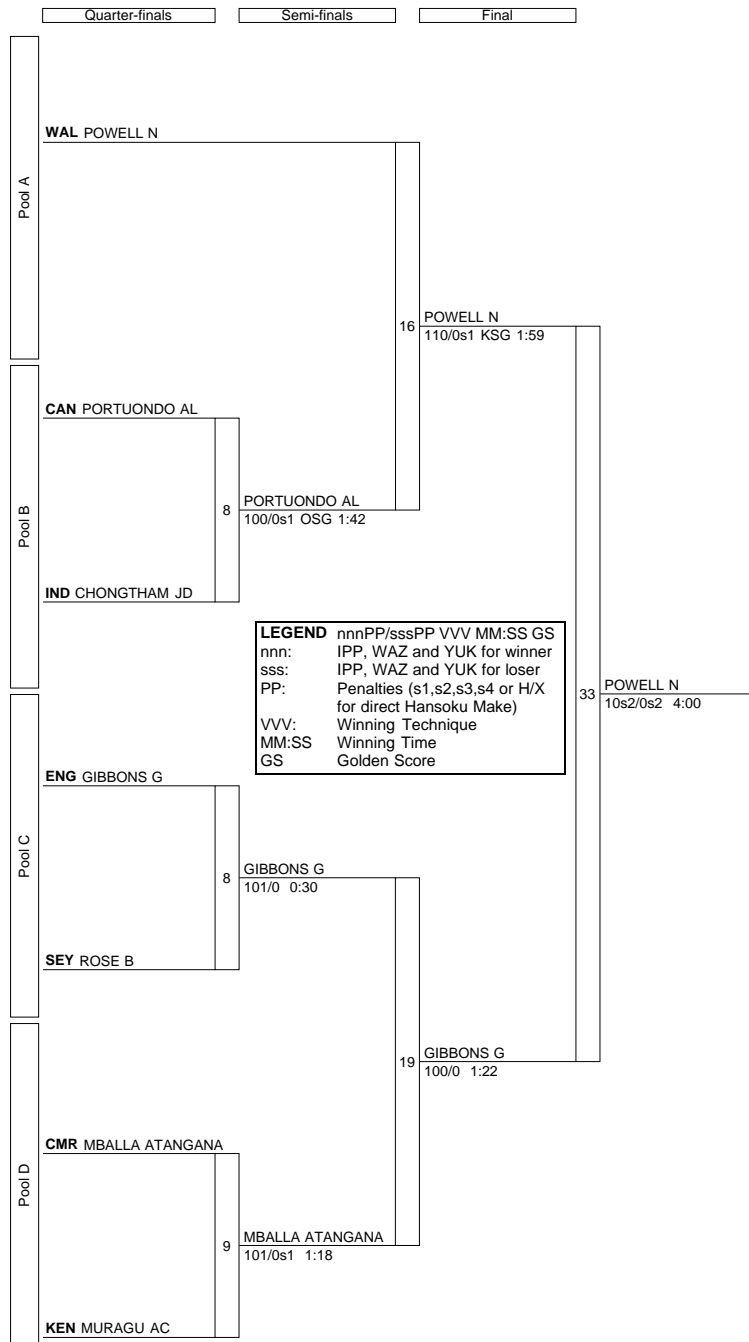 Quarter-finals
Semi-finals
Final
Pool A
WAL POWELL N
16
POWELL N
110/0s1 KSG 1:59
Pool B
CAN PORTUONDO AL
8
PORTUONDO AL
100/0s1 OSG 1:42
IND CHONGTHAM JD
LEGEND nnnPP/sssPP VVV MM:SS GS
nnn: IPP, WAZ and YUK for winner
sss: IPP, WAZ and YUK for loser
PP: Penalties (s1,s2,s3,s4 or H/X
for direct Hansoku Make)
VVV: Winning Technique
MM:SS Winning Time
GS Golden Score
33
POWELL N
10s2/0s2 4:00
Pool C
ENG GIBBONS G
8
GIBBONS G
101/0 0:30
SEY ROSE B
19
GIBBONS G
100/0 1:22
Pool D
CMR MBALLA ATANGANA
9
MBALLA ATANGANA
101/0s1 1:18
KEN MURAGU AC